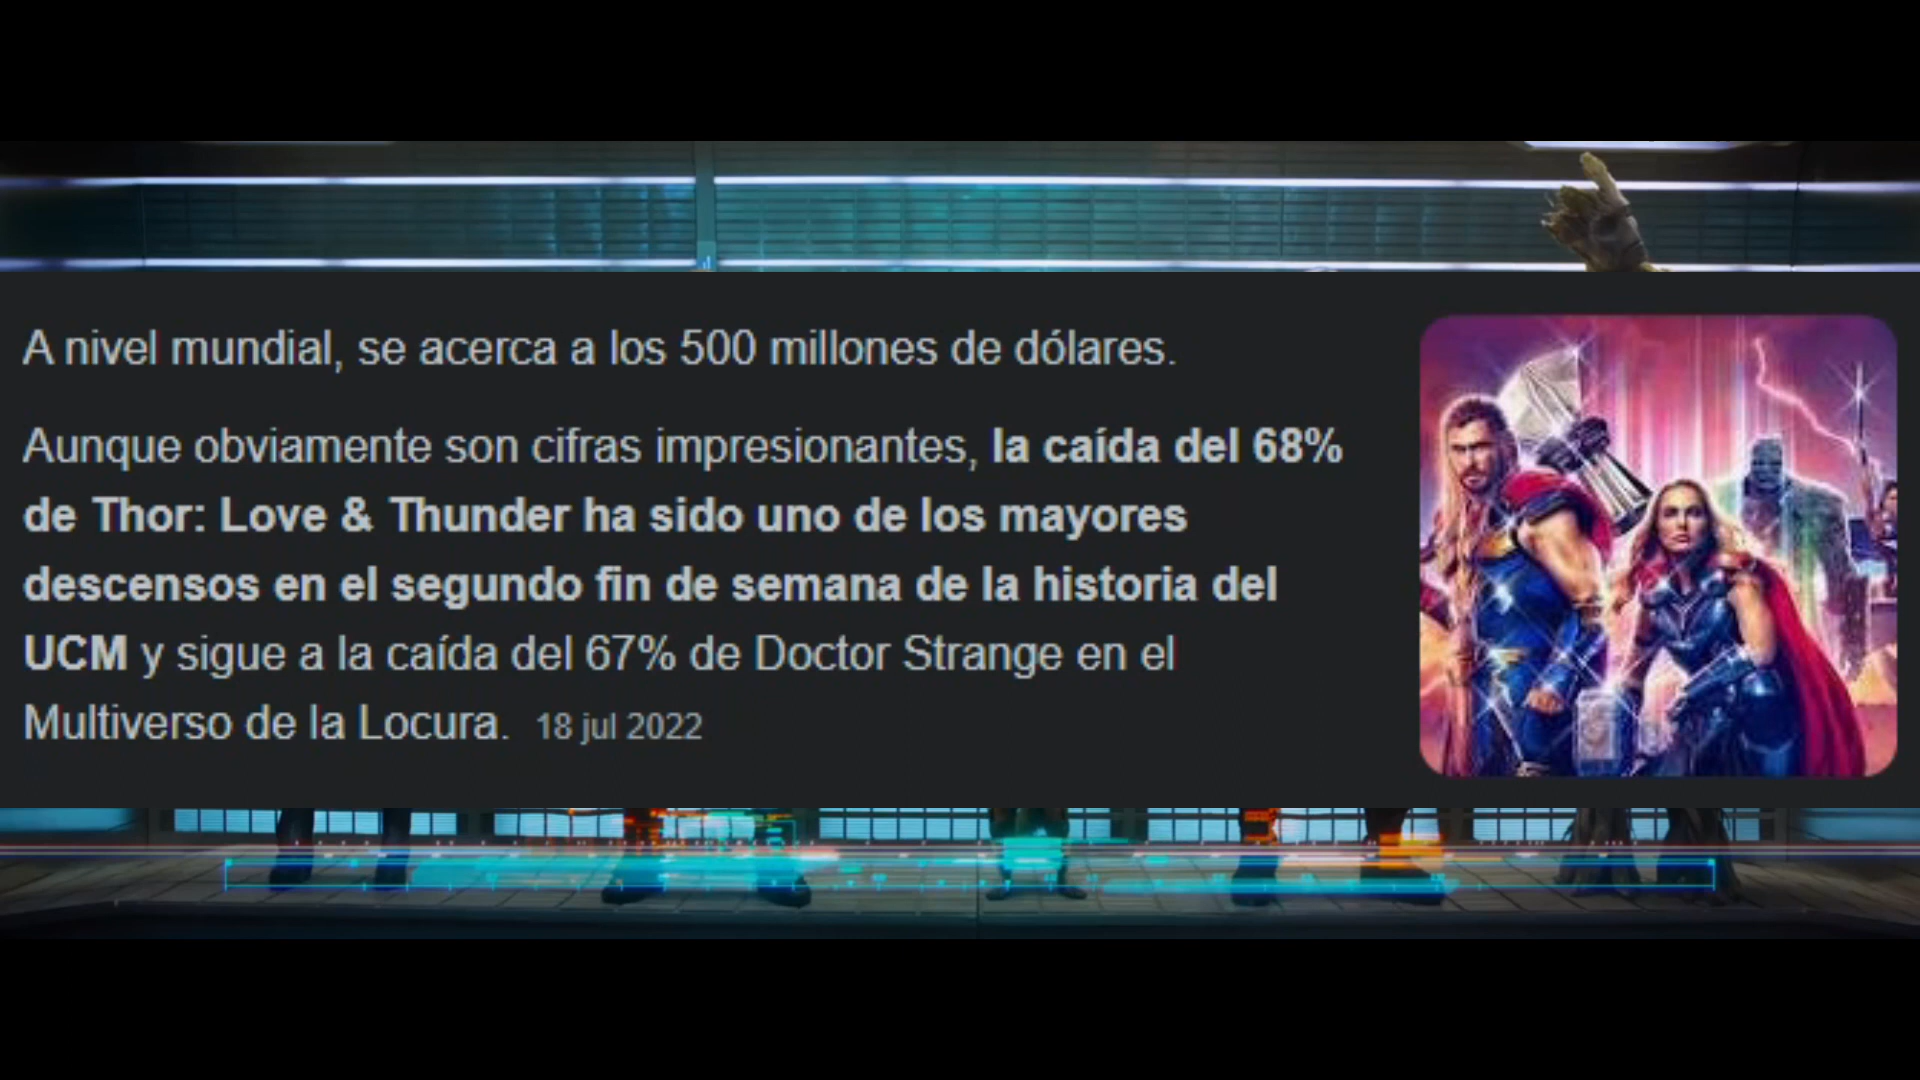 A nivel mundial, se acerca a los 500 millones de dólares.
Aunque obviamente son cifras impresionantes, la caída del 68%
de Thor: Love & Thunder ha sido uno de los mayores
descensos en el segundo fin de semana de la historia del
UCM y sigue a la caída del 67% de Doctor Strange en el
Multiverso de la Locura. 18 jul 2022